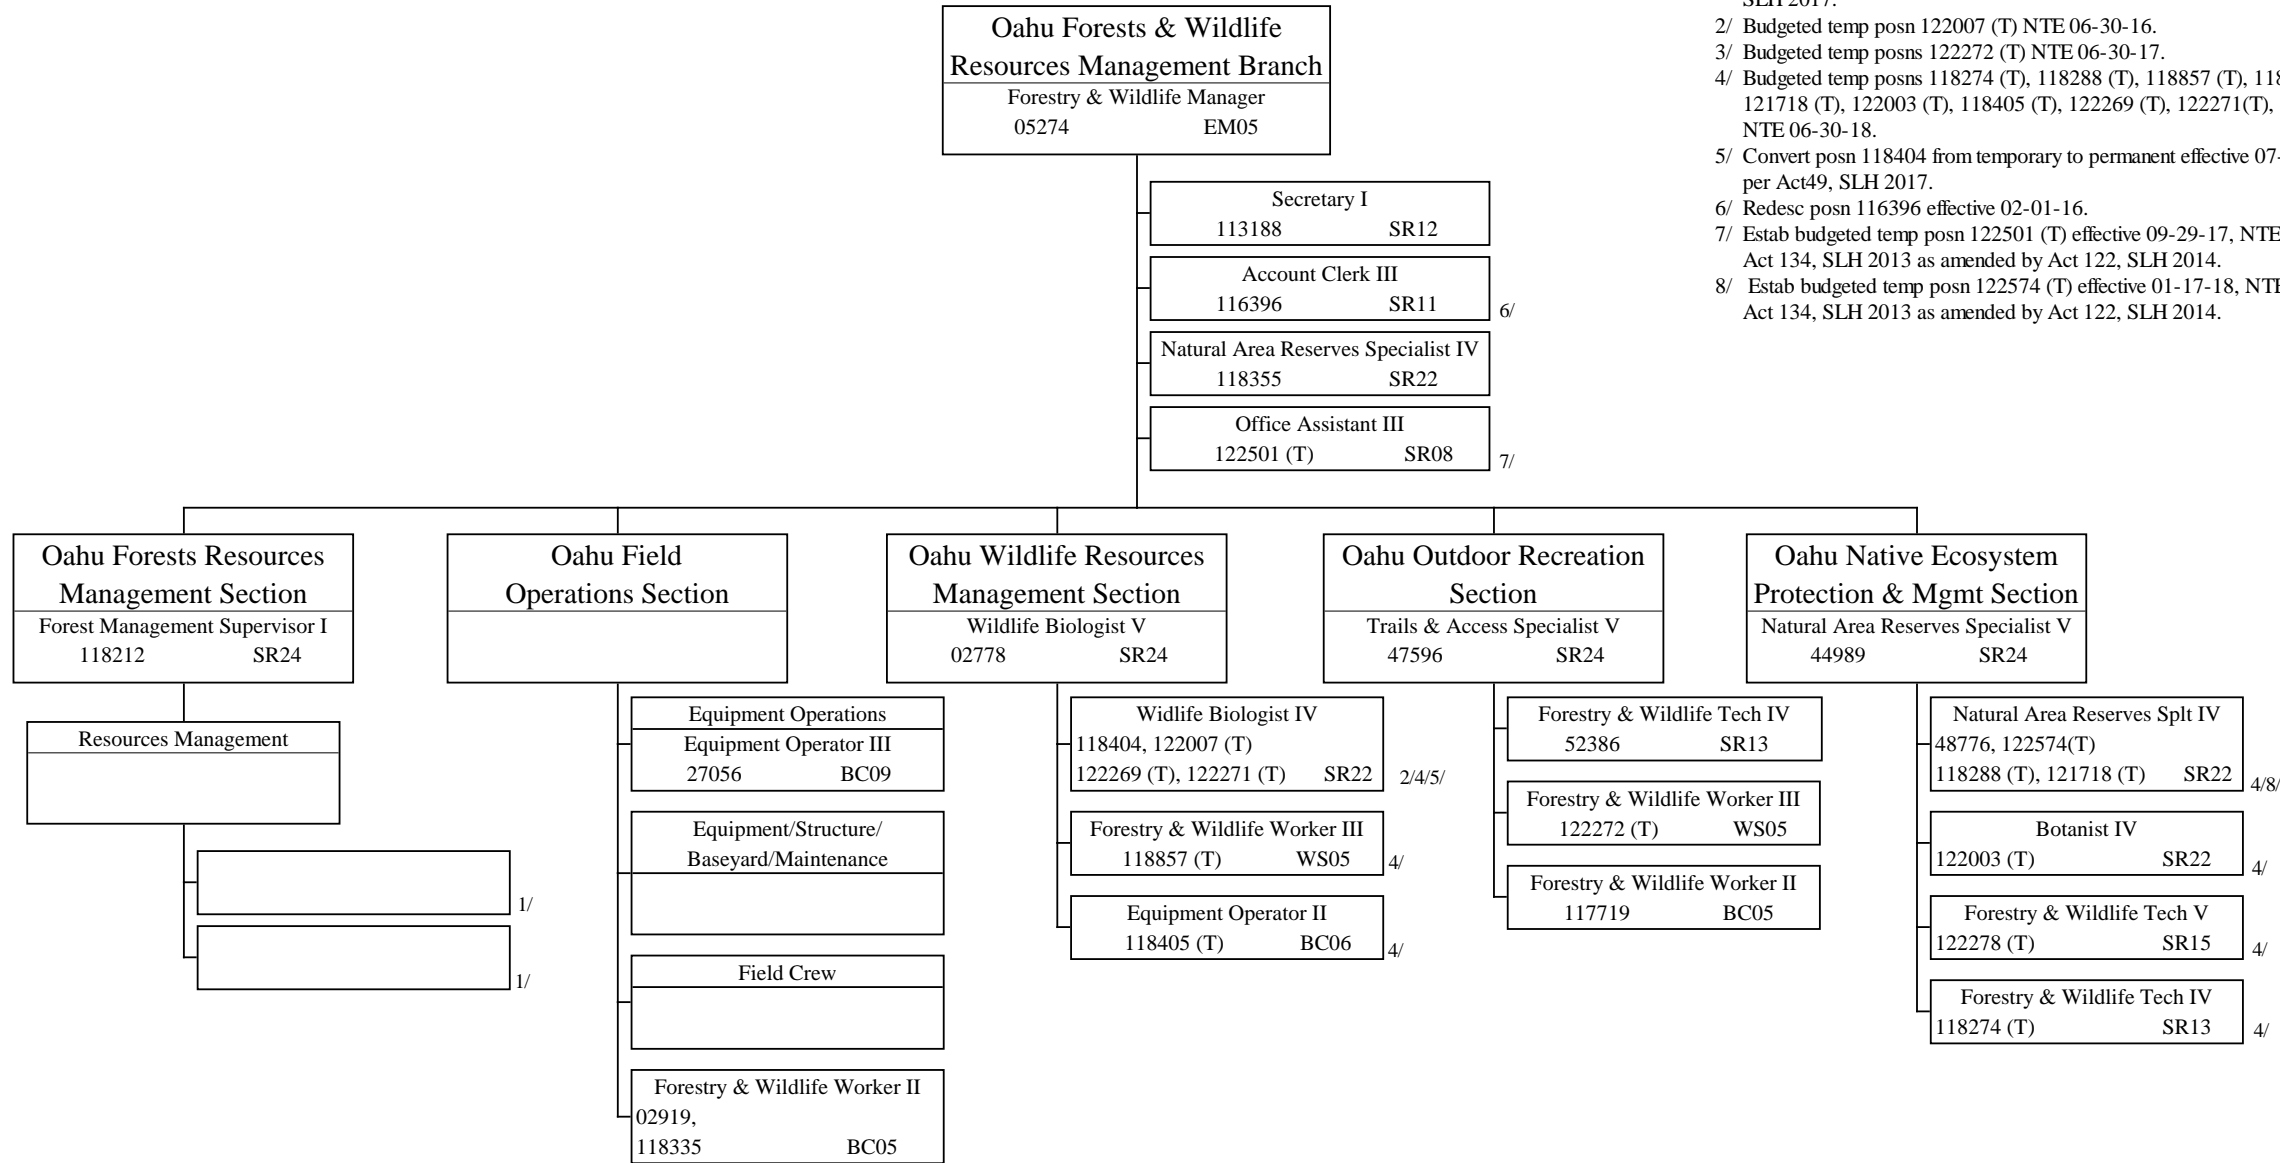 SLH 2017.
2/ Budgeted temp posn 122007 (T) NTE 06-30-16.
3/ Budgeted temp posns 122272 (T) NTE 06-30-17.
4/ Budgeted temp posns 118274 (T), 118288 (T), 118857 (T), 118
121718 (T), 122003 (T), 118405 (T), 122269 (T), 122271(T),
NTE 06-30-18.
5/ Convert posn 118404 from temporary to permanent effective 07-
per Act49, SLH 2017.
6/ Redesc posn 116396 effective 02-01-16.
7/ Estab budgeted temp posn 122501 (T) effective 09-29-17, NTE
Act 134, SLH 2013 as amended by Act 122, SLH 2014.
8/ Estab budgeted temp posn 122574 (T) effective 01-17-18, NTE
Act 134, SLH 2013 as amended by Act 122, SLH 2014.
Oahu Forests & Wildlife
Resources Management Branch
Forestry & Wildlife Manager
05274 EM05
Secretary I
113188 SR12
Account Clerk III
116396 SR11 6/
Natural Area Reserves Specialist IV
118355 SR22
Office Assistant III
122501 (T) SR08 7/
Oahu Forests Resources
Management Section
Forest Management Supervisor I
118212 SR24
Resources Management
1/
1/
Oahu Field
Operations Section
Equipment Operations
Equipment Operator III
27056 BC09
Equipment/Structure/
Baseyard/Maintenance
Field Crew
Forestry & Wildlife Worker II
02919,
118335 BC05
Oahu Wildlife Resources
Management Section
Wildlife Biologist V
02778 SR24
Widlife Biologist IV
118404, 122007 (T)
122269 (T), 122271 (T) SR22 2/4/5/
Forestry & Wildlife Worker III
118857 (T) WS05 4/
Equipment Operator II
118405 (T) BC06 4/
Oahu Outdoor Recreation
Section
Trails & Access Specialist V
47596 SR24
Forestry & Wildlife Tech IV
52386 SR13
Forestry & Wildlife Worker III
122272 (T) WS05
Forestry & Wildlife Worker II
117719 BC05
Oahu Native Ecosystem
Protection & Mgmt Section
Natural Area Reserves Specialist V
44989 SR24
Natural Area Reserves Splt IV
48776, 122574(T)
118288 (T), 121718 (T) SR22 4/8/
Botanist IV
122003 (T) SR22 4/
Forestry & Wildlife Tech V
122278 (T) SR15 4/
Forestry & Wildlife Tech IV
118274 (T) SR13 4/